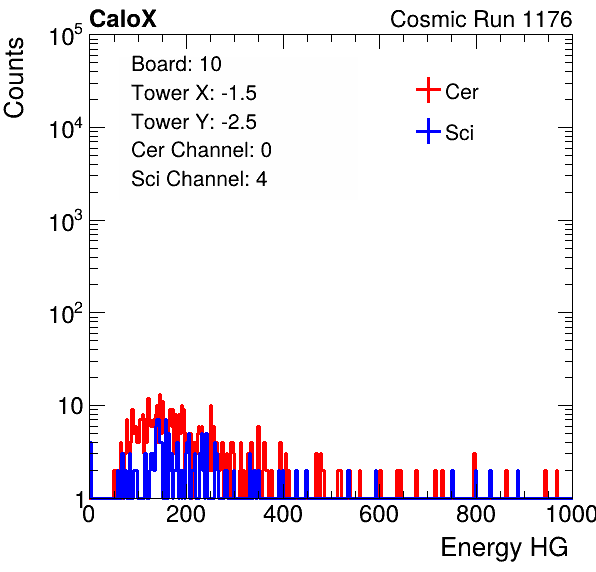 CaloX Cosmic Run 1176
Counts
Board: 10
Tower X: -1.5
Tower Y: -2.5
Cer Channel: 0
Sci Channel: 4
Cer
Sci
10^5
10^4
10^3
10^2
10
1
0 200 400 600 800 1000
Energy HG